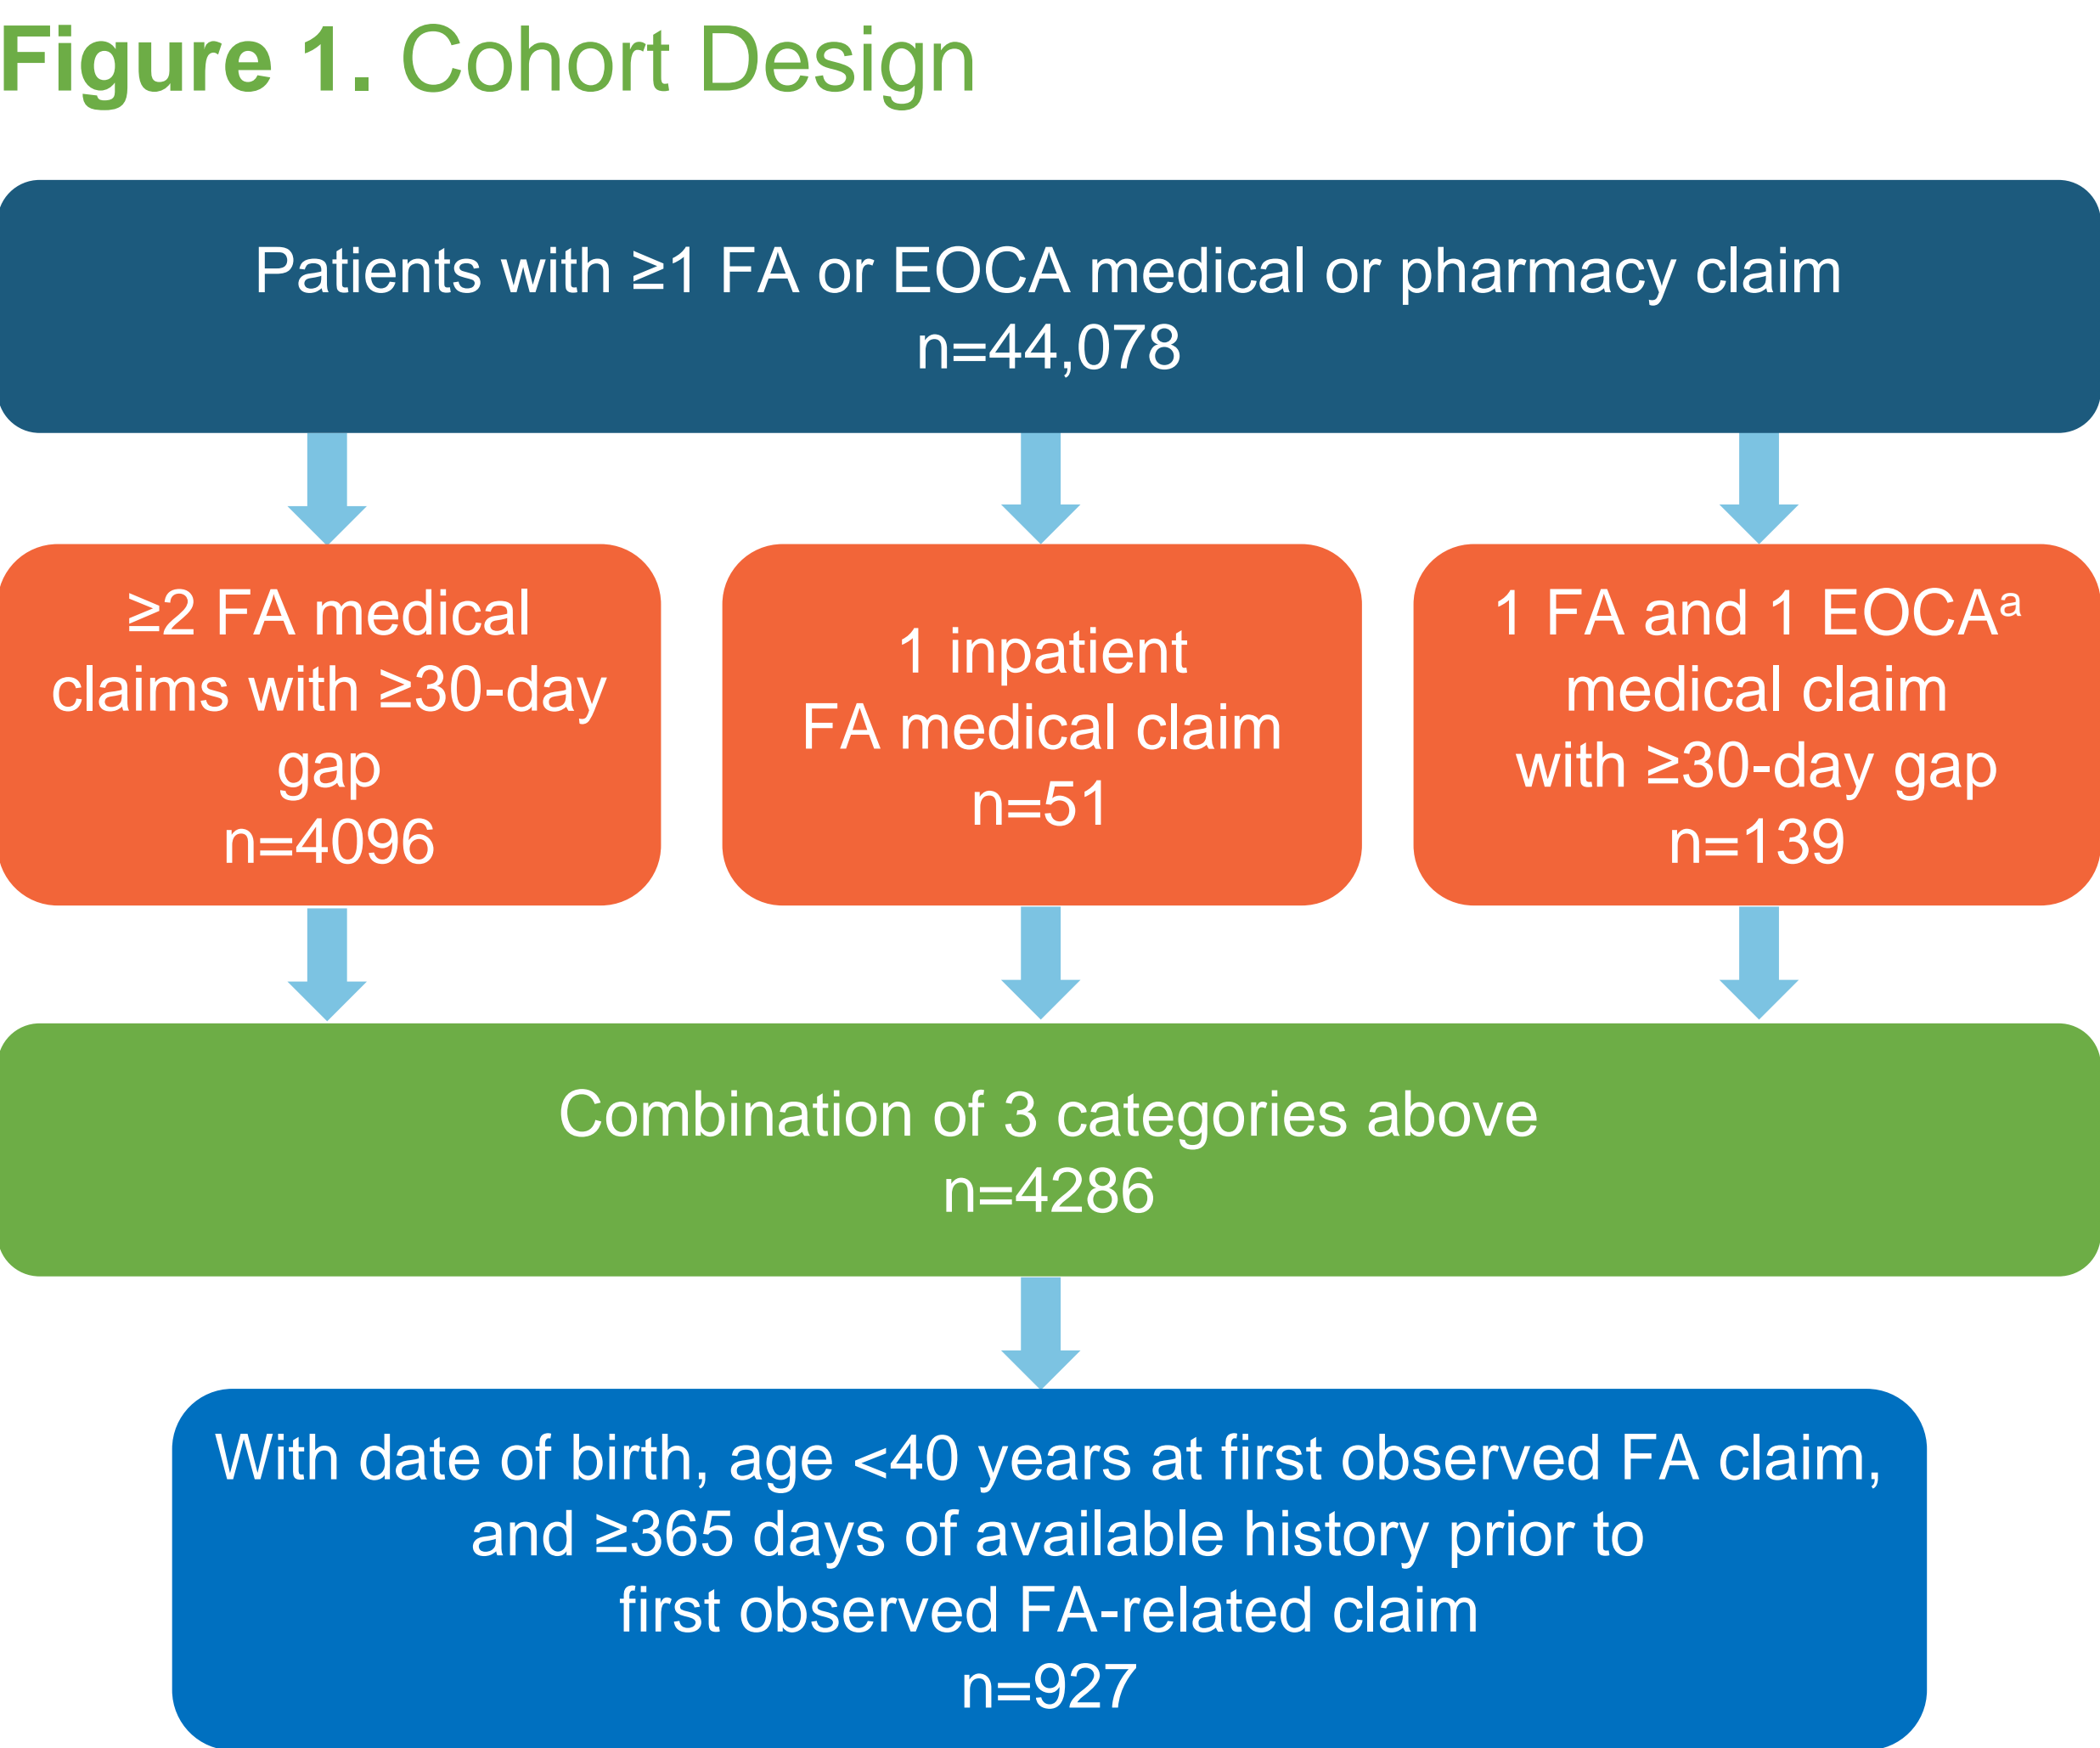 Figure 1. Cohort Design
Patients with ≥1 FA or EOCA medical or pharmacy claim
n=44,078
≥2 FA medical
claims with ≥30-day
gap
n=4096
1 inpatient
FA medical claim
n=51
1 FA and 1 EOCAᵃ
medical claim
with ≥30-day gap
n=139
Combination of 3 categories above
n=4286
With date of birth, age <40 years at first observed FA claim,
and ≥365 days of available history prior to
first observed FA-related claim
n=927